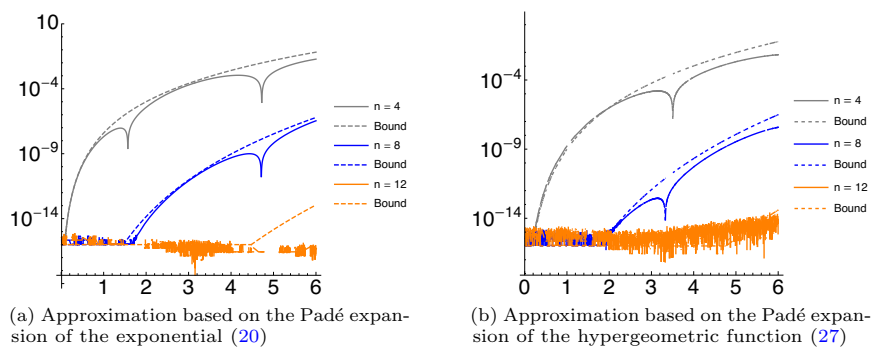 10
10⁻⁴
10⁻⁹
10⁻¹⁴
1 2 3 4 5 6
n = 4
Bound
n = 8
Bound
n = 12
Bound
(a) Approximation based on the Padé expan-
sion of the exponential (20)
10⁻⁴
10⁻⁹
10⁻¹⁴
0 1 2 3 4 5 6
n = 4
Bound
n = 8
Bound
n = 12
Bound
(b) Approximation based on the Padé expan-
sion of the hypergeometric function (27)